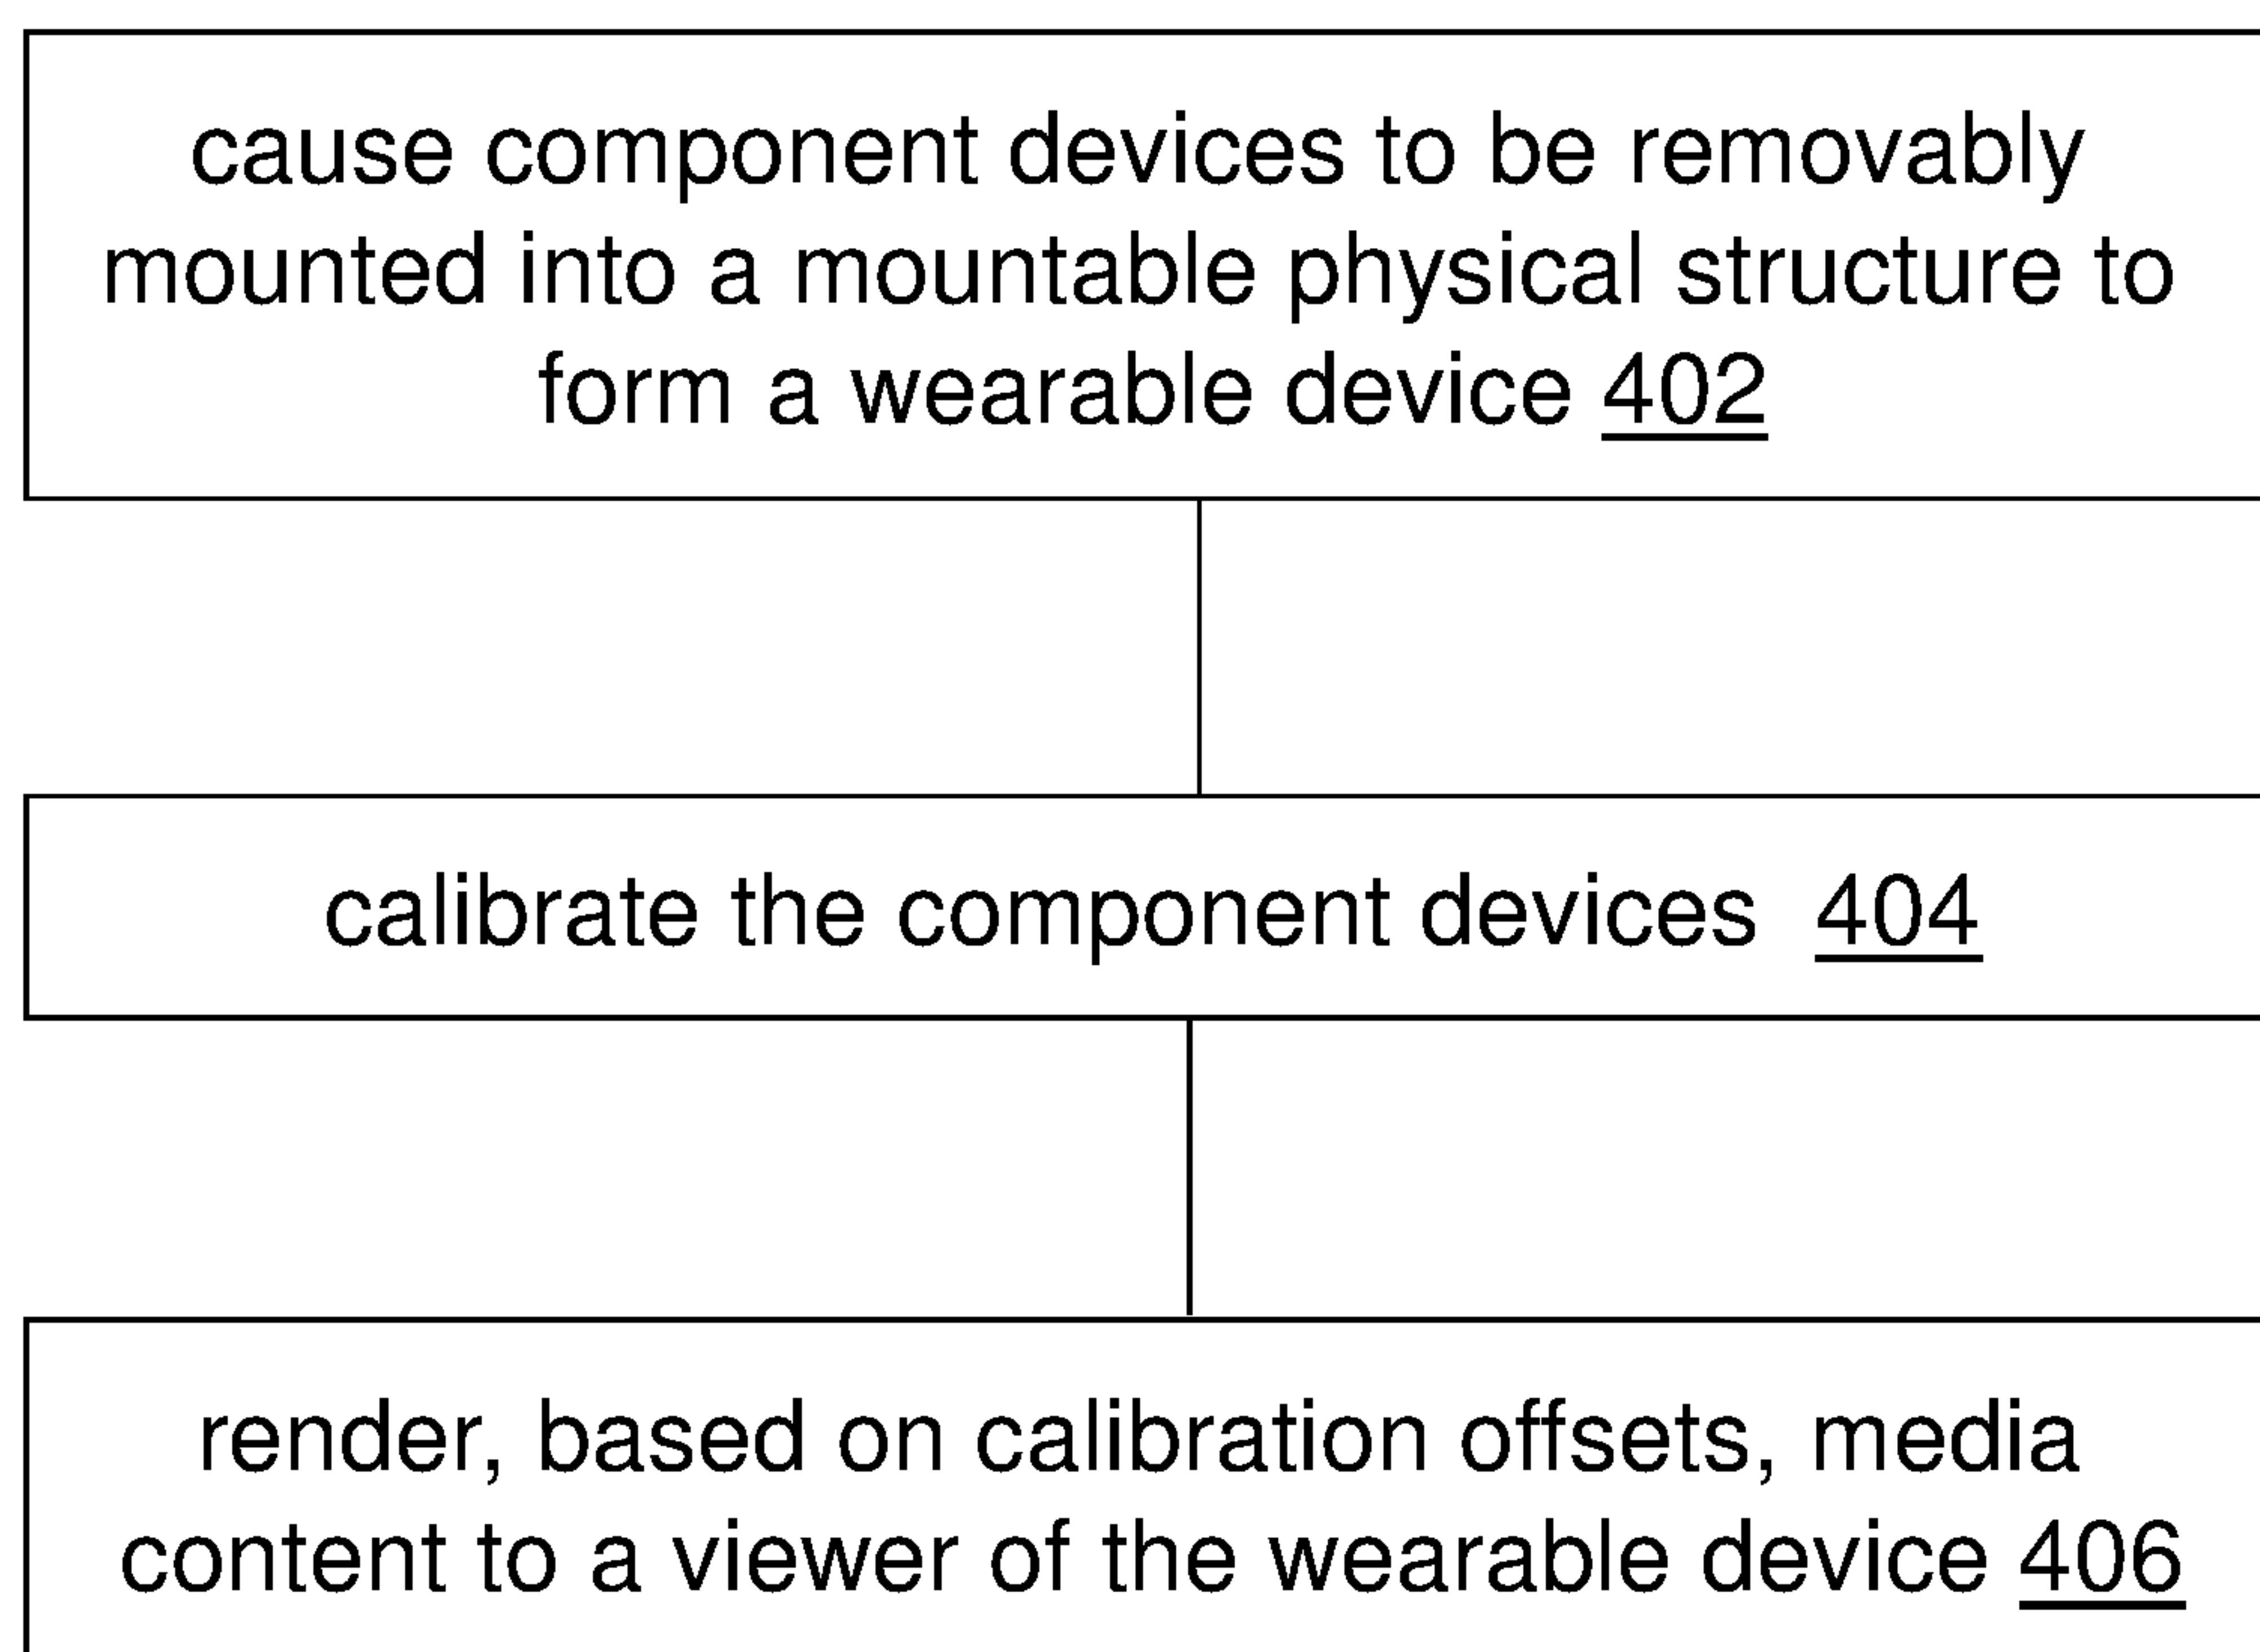 cause component devices to be removably
mounted into a mountable physical structure to
form a wearable device 402
calibrate the component devices 404
render, based on calibration offsets, media
content to a viewer of the wearable device 406